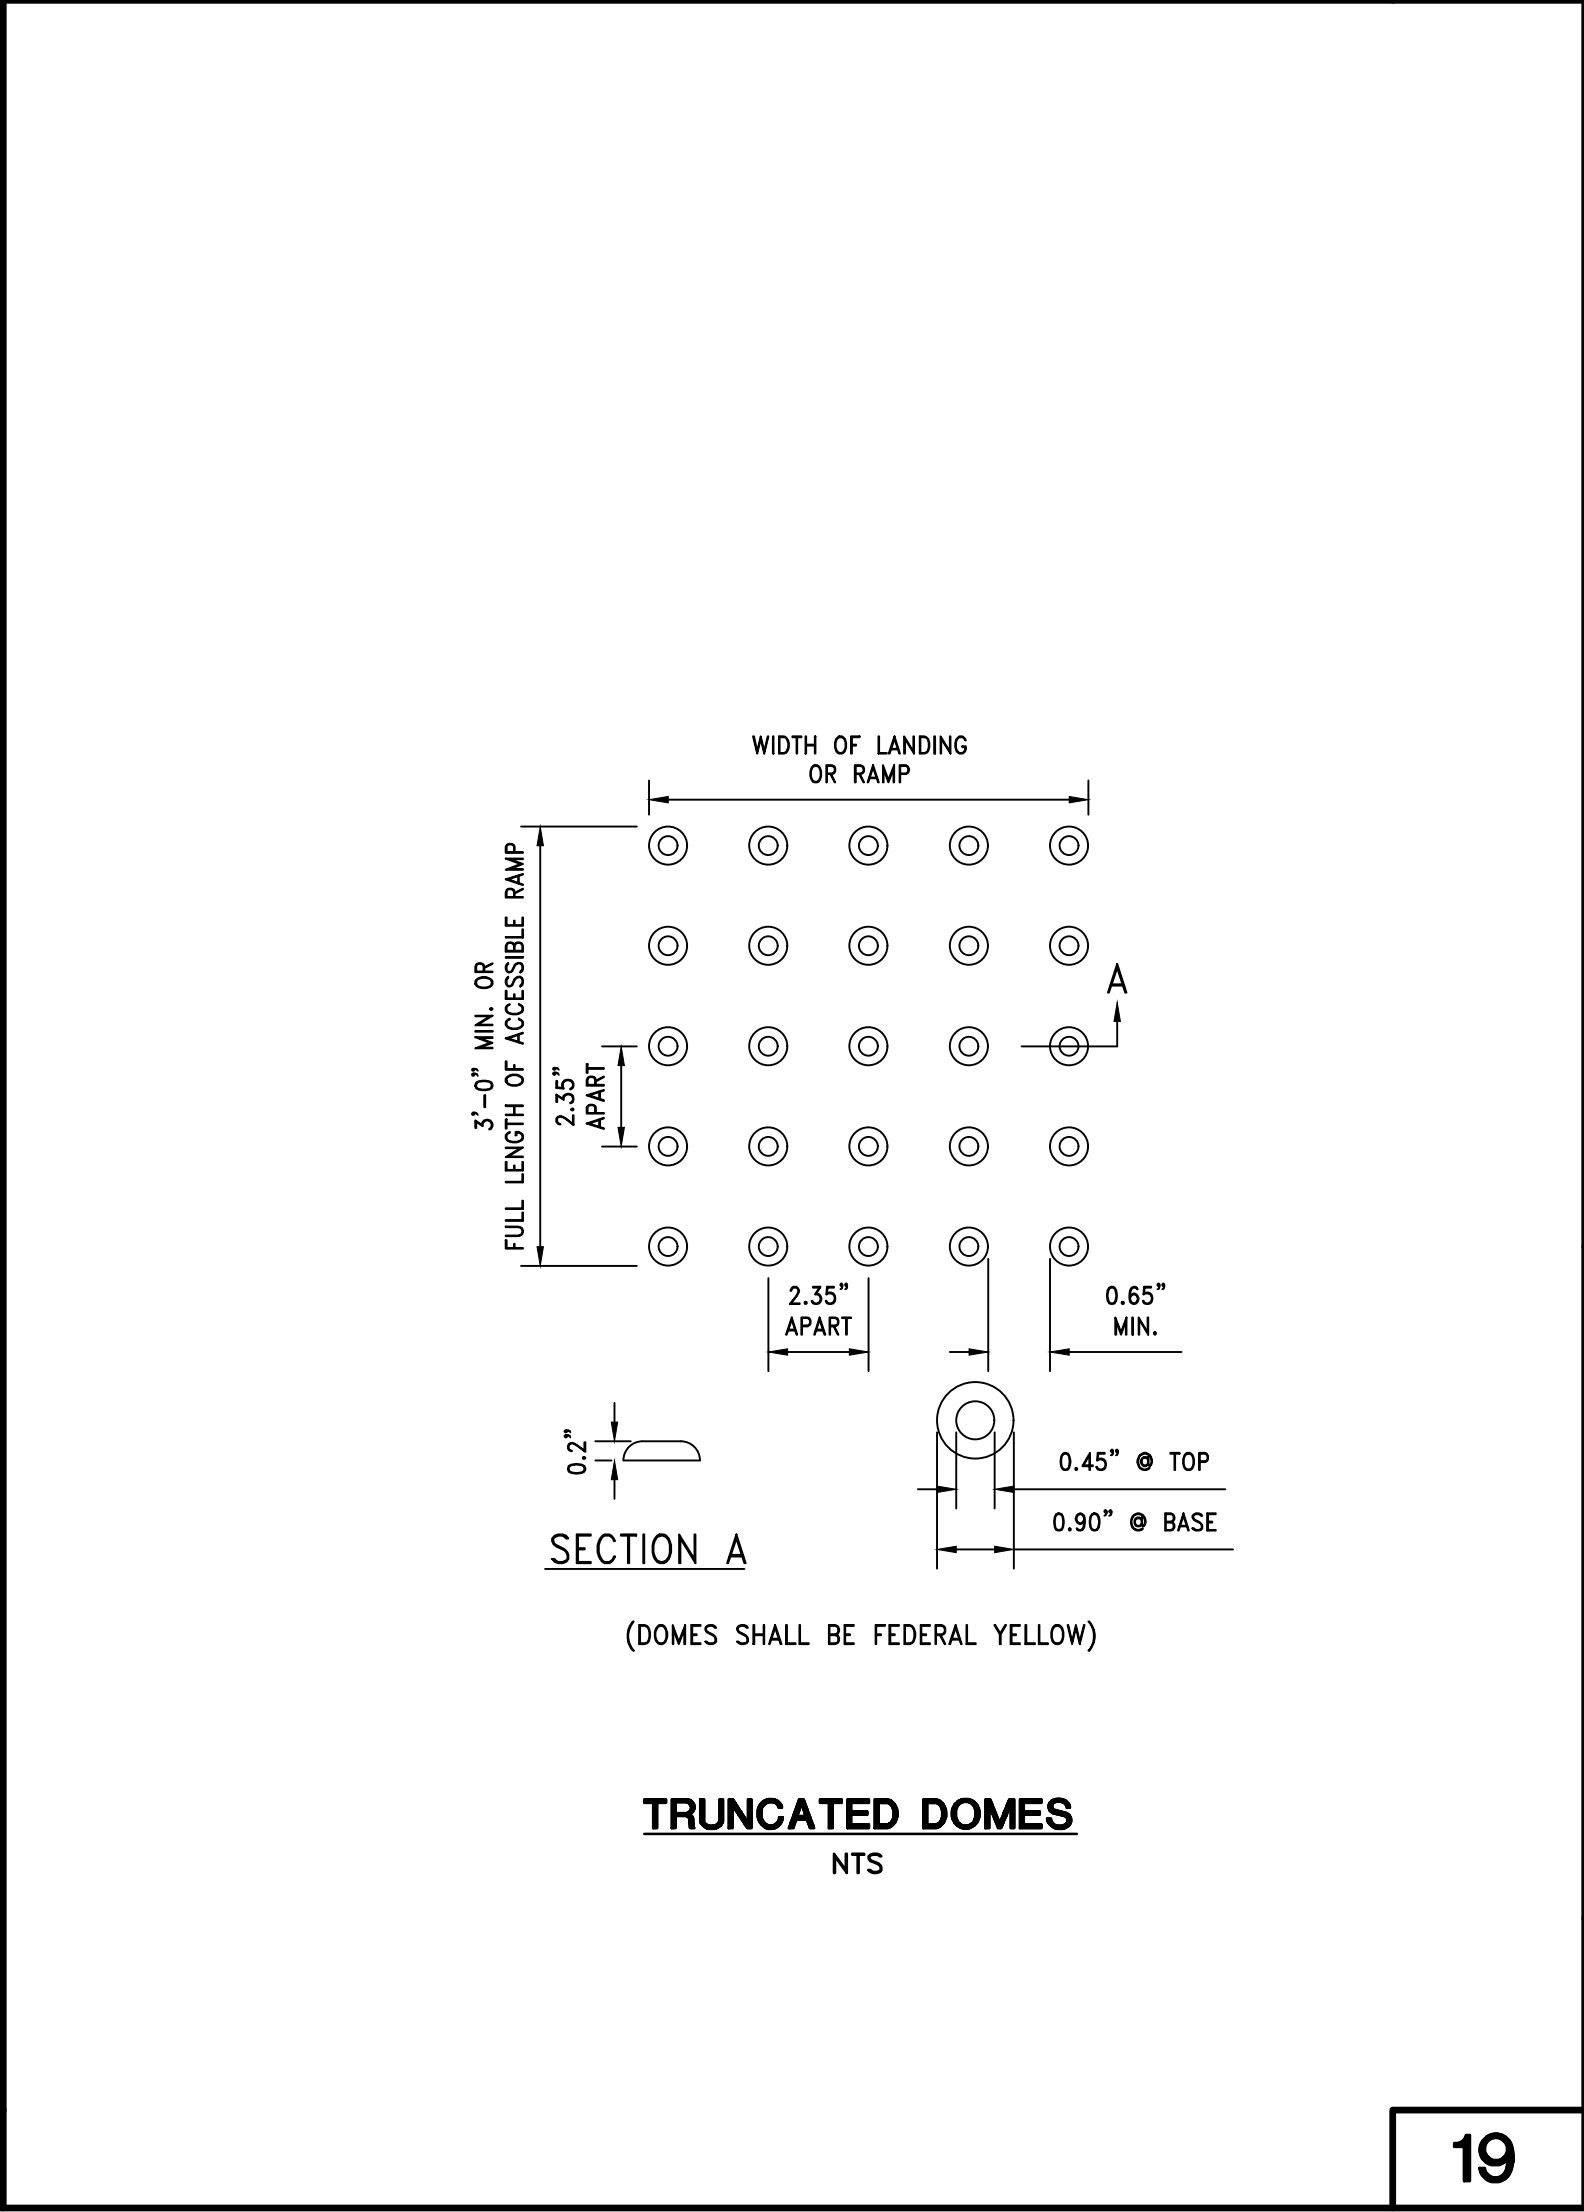 WIDTH OF LANDING
OR RAMP
3'-0" MIN. OR
FULL LENGTH OF ACCESSIBLE RAMP
A
2.35"
APART
2.35"
APART
0.65"
MIN.
0.2"
0.45" @ TOP
0.90" @ BASE
SECTION A
(DOMES SHALL BE FEDERAL YELLOW)
TRUNCATED DOMES
NTS
19